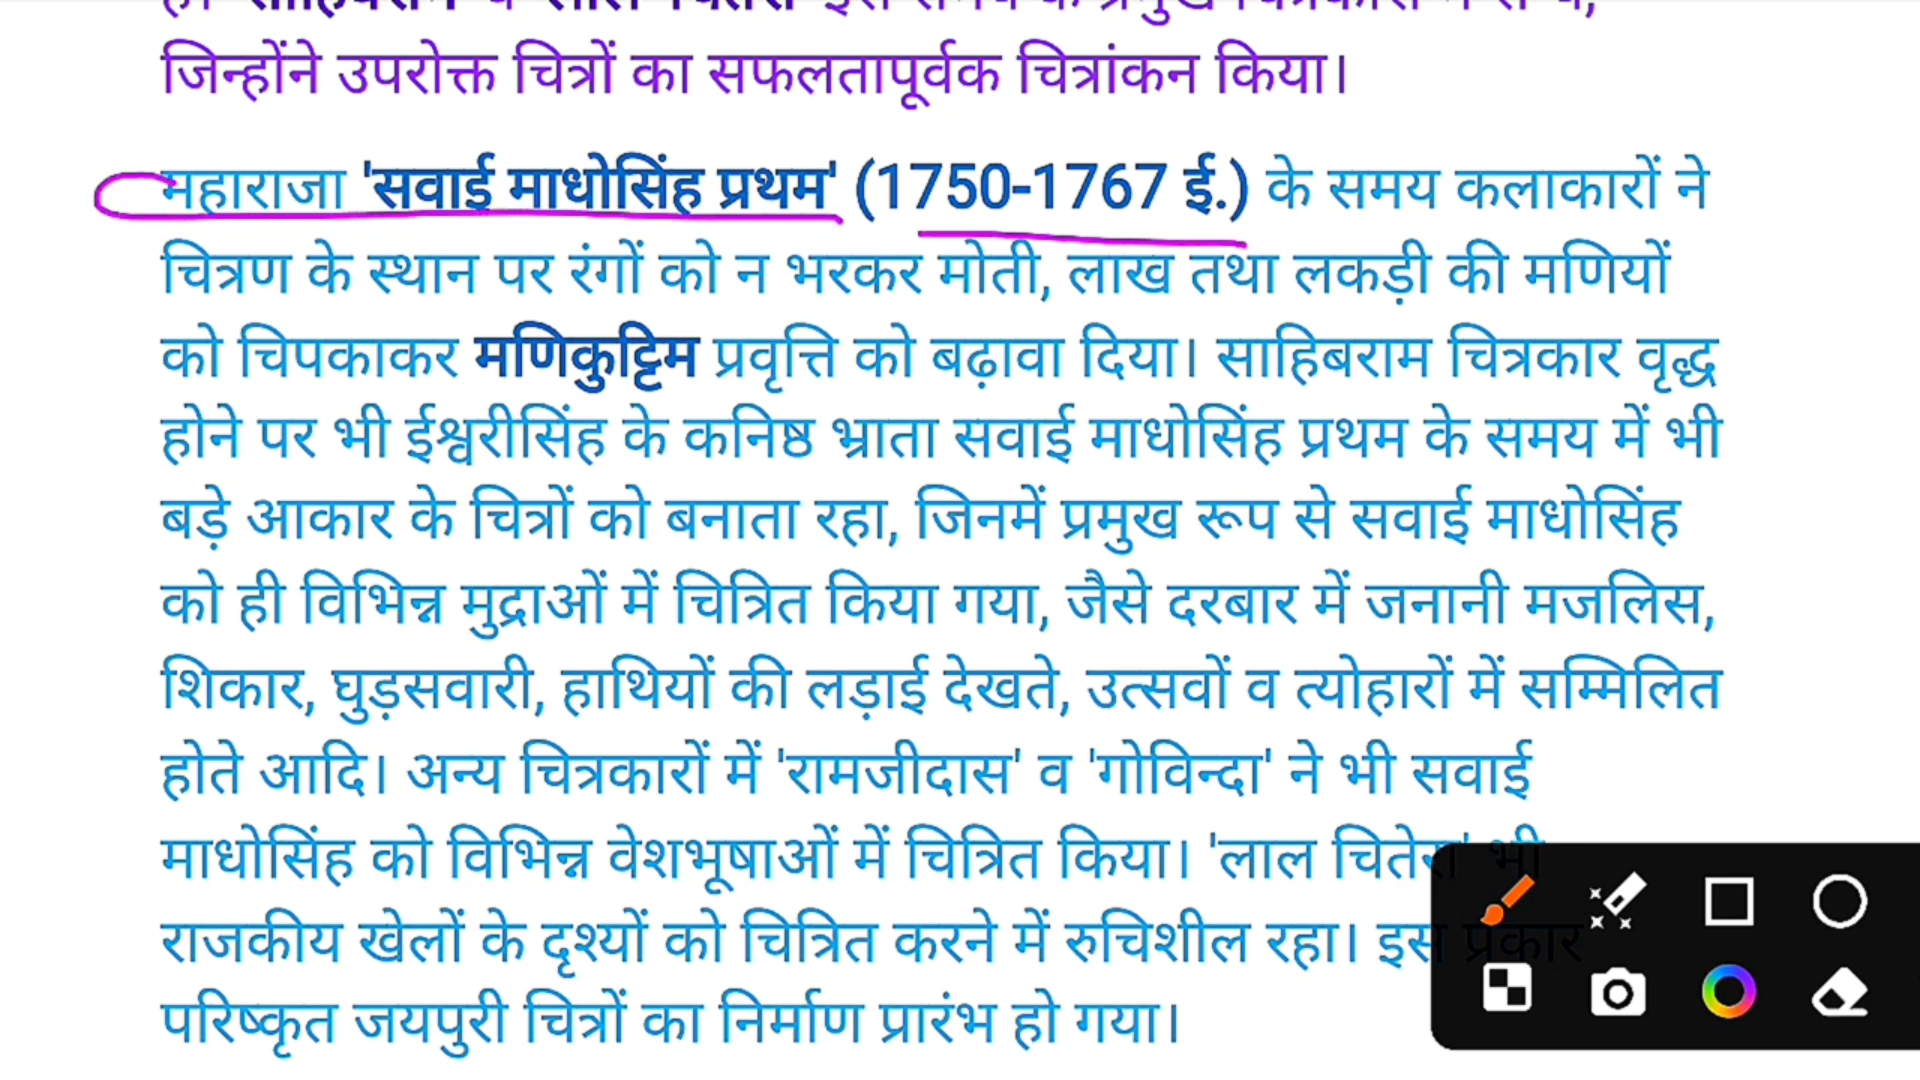 जिन्होंने उपरोक्त चित्रों का सफलतापूर्वक चित्रांकन किया।
महाराजा 'सवाई माधोसिंह प्रथम' (1750-1767 ई.) के समय कलाकारों ने
चित्रण के स्थान पर रंगों को न भरकर मोती, लाख तथा लकड़ी की मणियों
को चिपकाकर मणिकुट्टिम प्रवृत्ति को बढ़ावा दिया। साहिबराम चित्रकार वृद्ध
होने पर भी ईश्वरीसिंह के कनिष्ठ भ्राता सवाई माधोसिंह प्रथम के समय में भी
बड़े आकार के चित्रों को बनाता रहा, जिनमें प्रमुख रूप से सवाई माधोसिंह
को ही विभिन्न मुद्राओं में चित्रित किया गया, जैसे दरबार में जनानी मजलिस,
शिकार, घुड़सवारी, हाथियों की लड़ाई देखते, उत्सवों व त्योहारों में सम्मिलित
होते आदि। अन्य चित्रकारों में 'रामजीदास' व 'गोविन्दा' ने भी सवाई
माधोसिंह को विभिन्न वेशभूषाओं में चित्रित किया। 'लाल चितेरा' भी
राजकीय खेलों के दृश्यों को चित्रित करने में रुचिशील रहा। इस प्रकार
परिष्कृत जयपुरी चित्रों का निर्माण प्रारंभ हो गया।